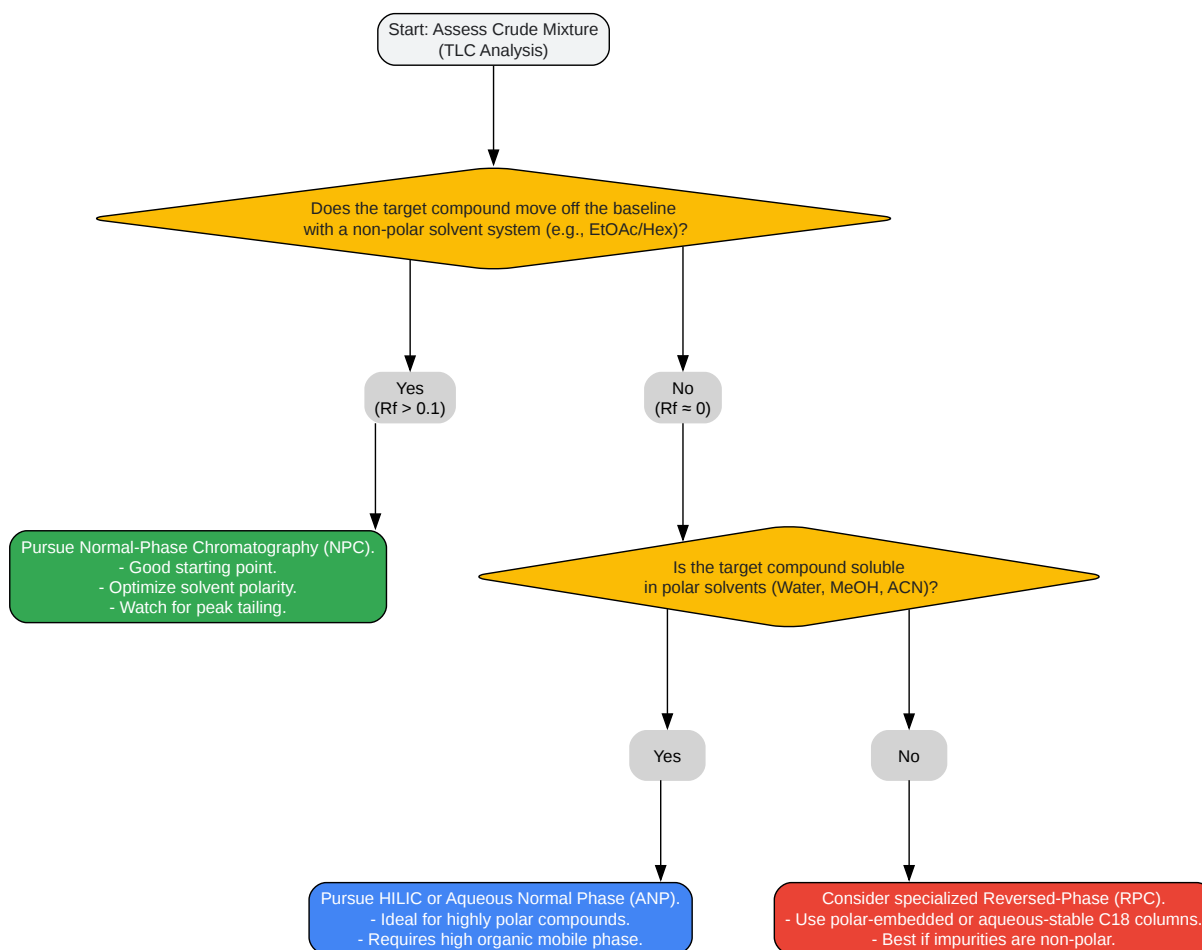 Start: Assess Crude Mixture
(TLC Analysis)
Does the target compound move off the baseline
with a non-polar solvent system (e.g., EtOAc/Hex)?
Yes
(Rf > 0.1)
No
(Rf ≈ 0)
Pursue Normal-Phase Chromatography (NPC).
- Good starting point.
- Optimize solvent polarity.
- Watch for peak tailing.
Is the target compound soluble
in polar solvents (Water, MeOH, ACN)?
Yes
No
Pursue HILIC or Aqueous Normal Phase (ANP).
- Ideal for highly polar compounds.
- Requires high organic mobile phase.
Consider specialized Reversed-Phase (RPC).
- Use polar-embedded or aqueous-stable C18 columns.
- Best if impurities are non-polar.